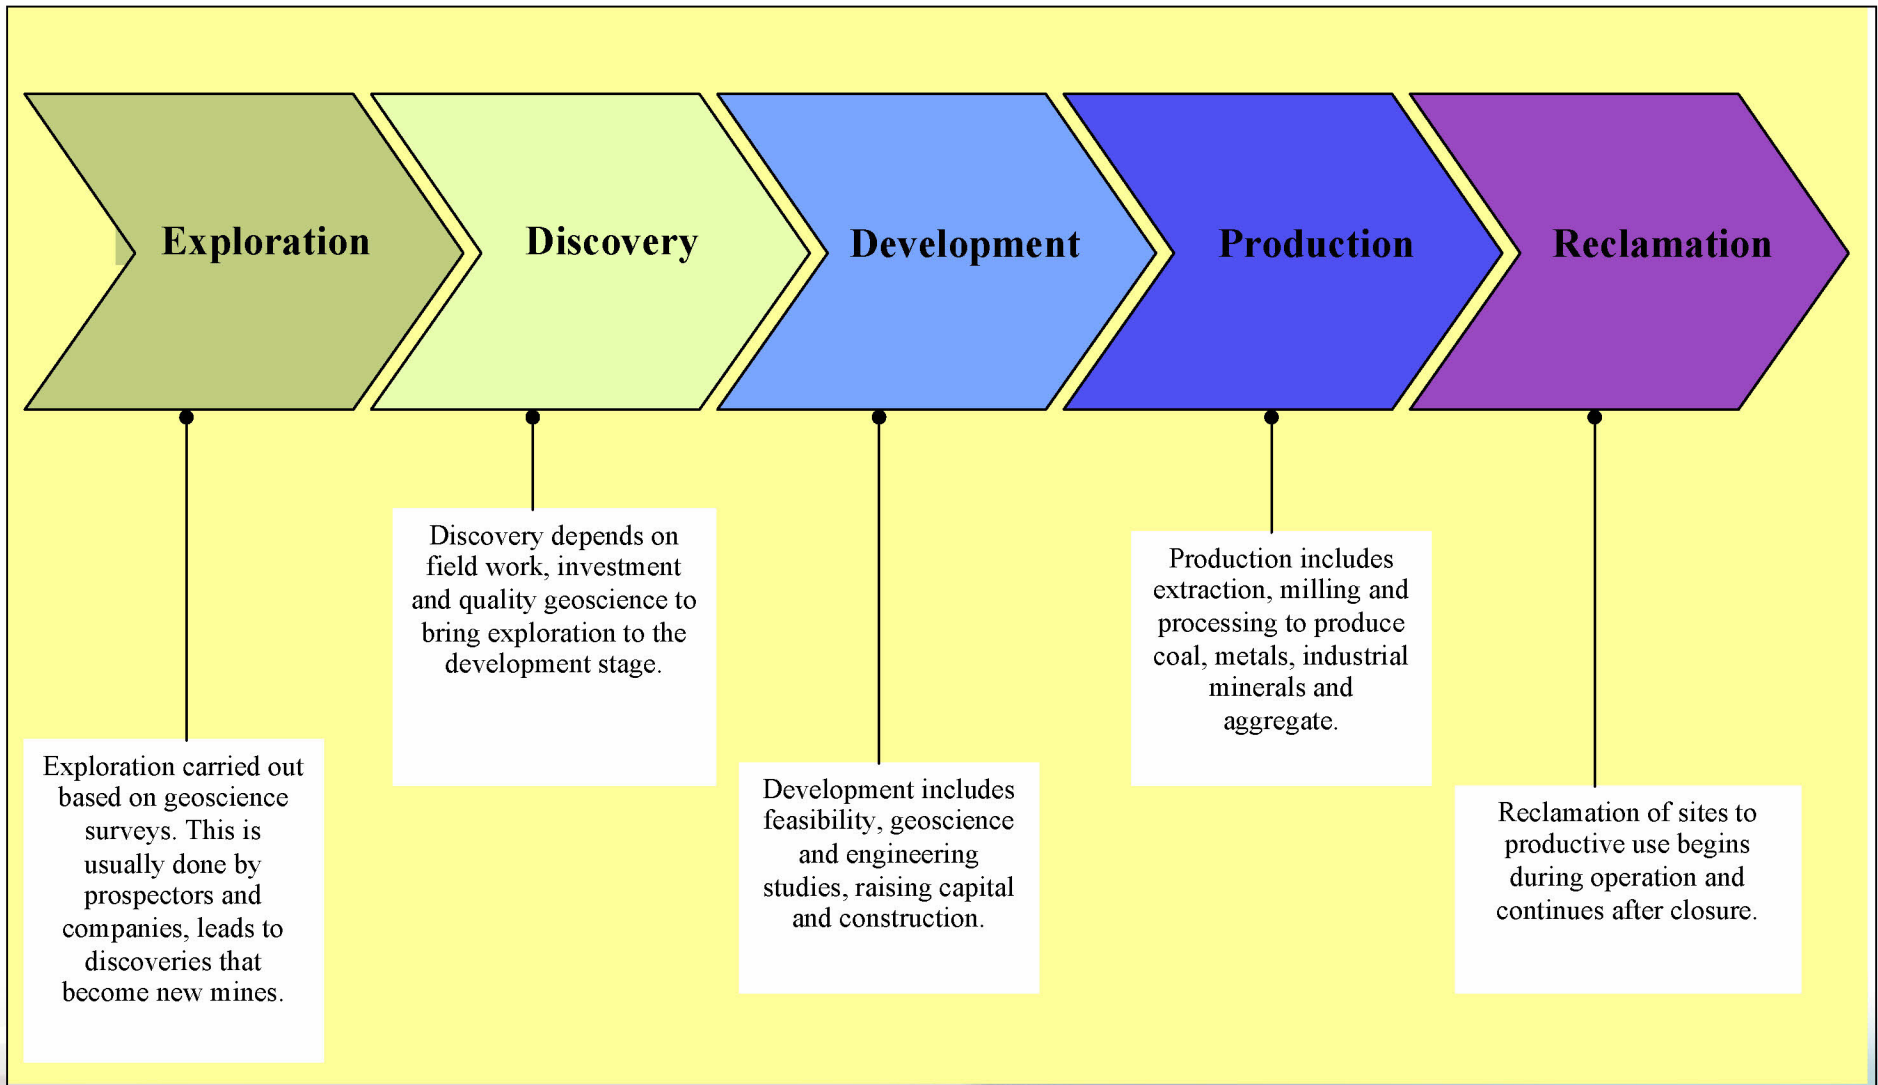 Exploration
Discovery
Development
Production
Reclamation
Exploration carried out
based on geoscience
surveys. This is
usually done by
prospectors and
companies, leads to
discoveries that
become new mines.
Discovery depends on
field work, investment
and quality geoscience to
bring exploration to the
development stage.
Development includes
feasibility, geoscience
and engineering
studies, raising capital
and construction.
Production includes
extraction, milling and
processing to produce
coal, metals, industrial
minerals and
aggregate.
Reclamation of sites to
productive use begins
during operation and
continues after closure.